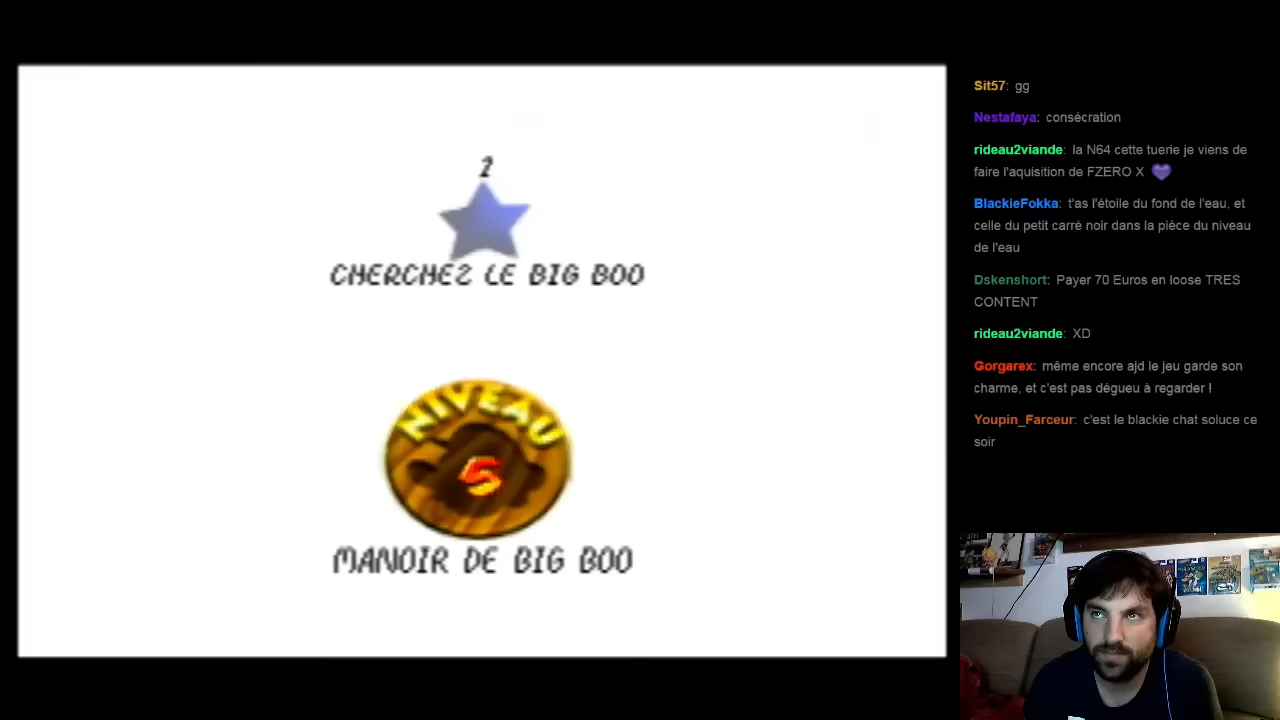 2
CHERCHEZ LE BIG BOO
NIVEAU
5
MANOIR DE BIG BOO
Sit57: gg
Nestafaya: consécration
rideau2viande: la N64 cette tuerie je viens de
faire l'aquisition de FZERO X
BlackieFokka: t'as l'étoile du fond de l'eau, et
celle du petit carré noir dans la pièce du niveau
de l'eau
Dskenshort: Payer 70 Euros en loose TRES
CONTENT
rideau2viande: XD
Gorgarex: même encore ajd le jeu garde son
charme, et c'est pas dégueu à regarder !
Youpin_Farceur: c'est le blackie chat soluce ce
soir